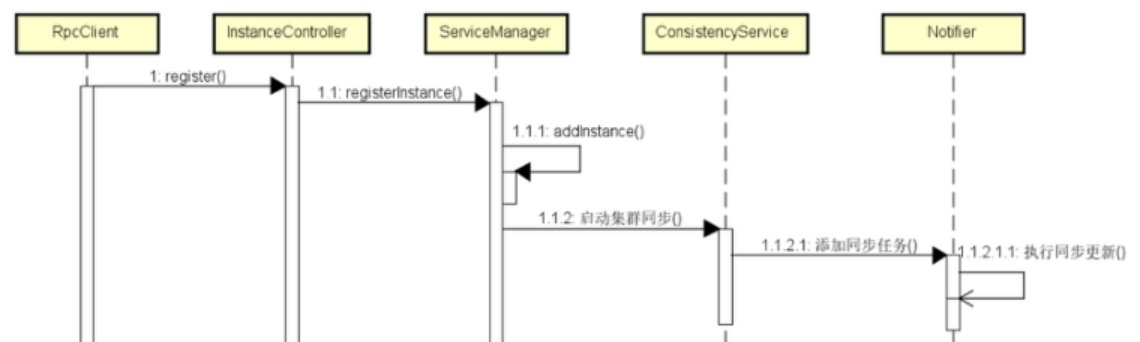 RpcClient
InstanceController
ServiceManager
ConsistencyService
Notifier
1: register()
1.1: registerInstance()
1.1.1: addInstance()
1.1.2: 启动集群同步()
1.1.2.1: 添加同步任务()
1.1.2.1.1: 执行同步更新()